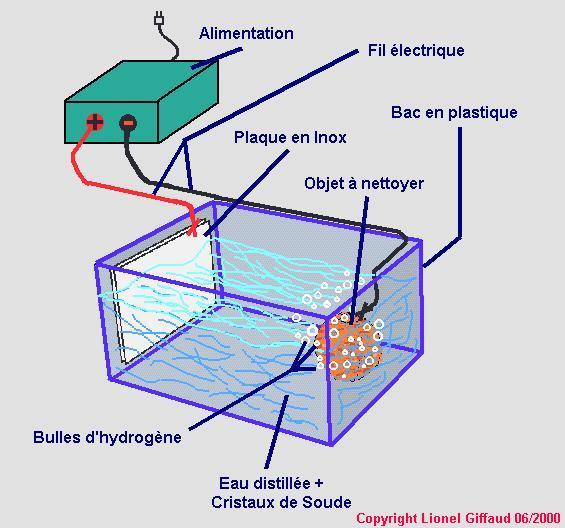 Alimentation
Fil électrique
Bac en plastique
Plaque en Inox
Objet à nettoyer
+
-
Bulles d'hydrogène
Eau distillée +
Cristaux de Soude
Copyright Lionel Giffaud 06/2000